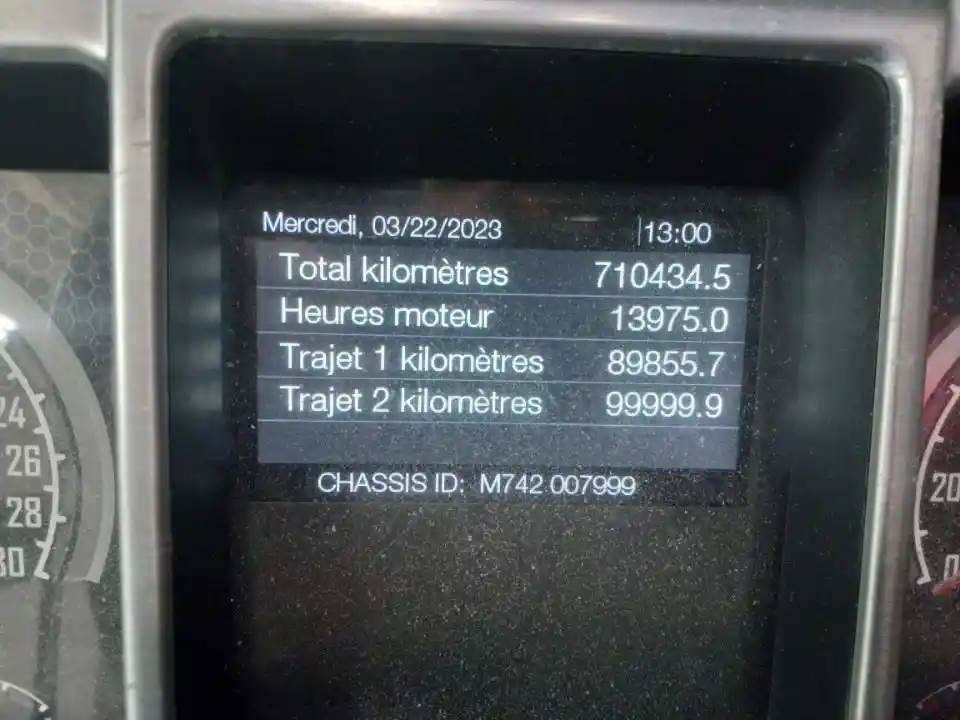 Mercredi, 03/22/2023 13:00
Total kilomètres 710434.5
Heures moteur 13975.0
Trajet 1 kilomètres 89855.7
Trajet 2 kilomètres 99999.9
CHASSIS ID: M742 007999
24
26
28
30
20
0